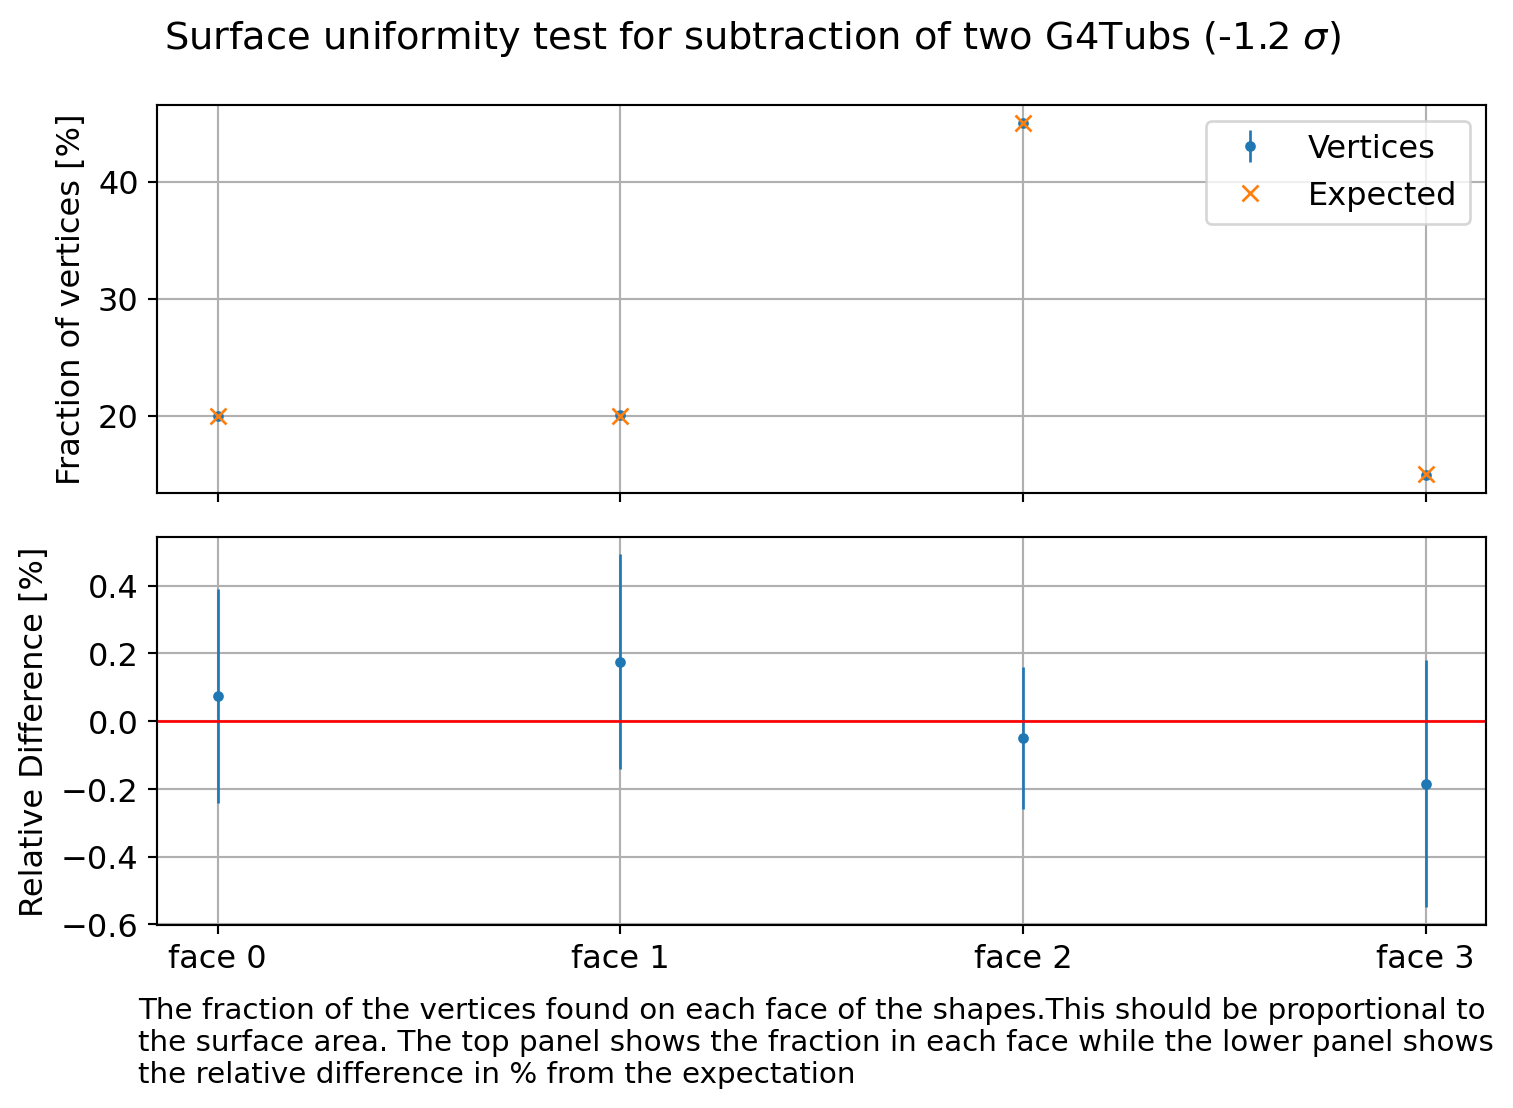 Surface uniformity test for subtraction of two G4Tubs (-1.2 σ)
Fraction of vertices [%]
40
30
20
Vertices
Expected
Relative Difference [%]
0.4
0.2
0.0
−0.2
−0.4
−0.6
face 0 face 1 face 2 face 3
The fraction of the vertices found on each face of the shapes.This should be proportional to
the surface area. The top panel shows the fraction in each face while the lower panel shows
the relative difference in % from the expectation